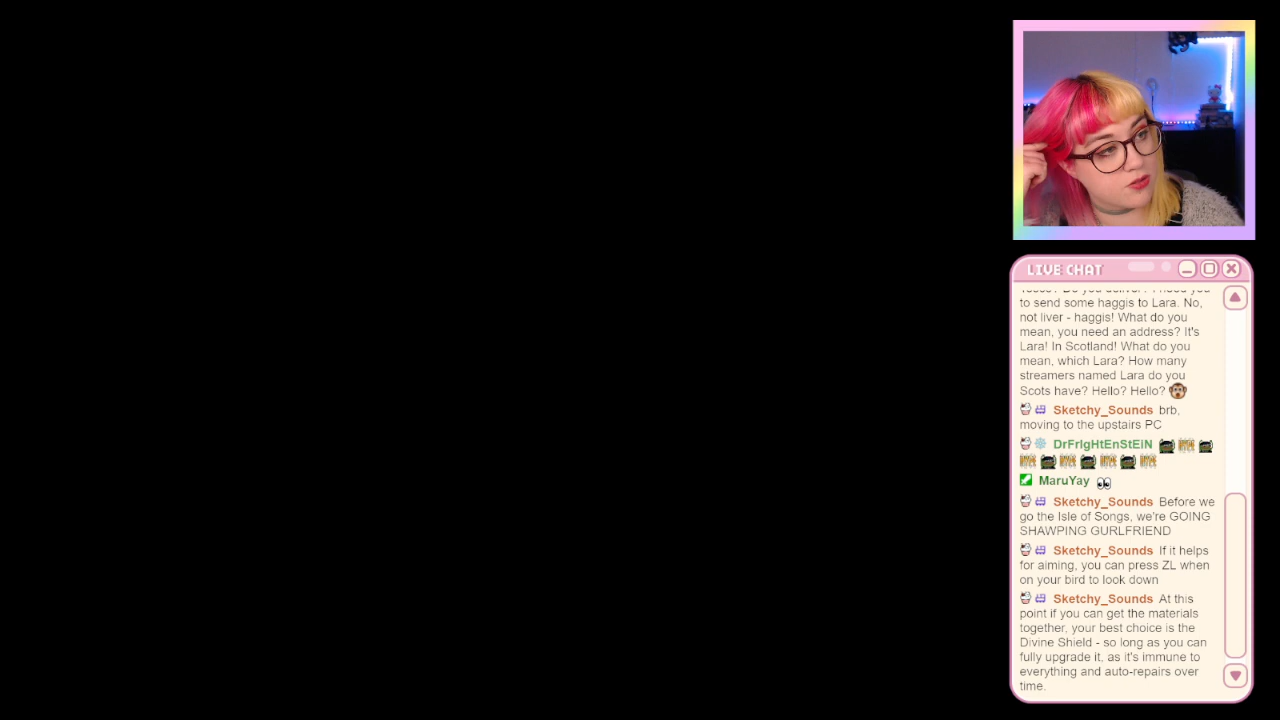 LIVE CHAT
to send some haggis to Lara. No,
not liver - haggis! What do you
mean, you need an address? It's
Lara! In Scotland! What do you
mean, which Lara? How many
streamers named Lara do you
Scots have? Hello? Hello?
Sketchy_Sounds brb,
moving to the upstairs PC
DrFrIgHtEnStEiN
MaruYay
Sketchy_Sounds Before we
go the Isle of Songs, we're GOING
SHAWPING GURLFRIEND
Sketchy_Sounds If it helps
for aiming, you can press ZL when
on your bird to look down
Sketchy_Sounds At this
point if you can get the materials
together, your best choice is the
Divine Shield - so long as you can
fully upgrade it, as it's immune to
everything and auto-repairs over
time.